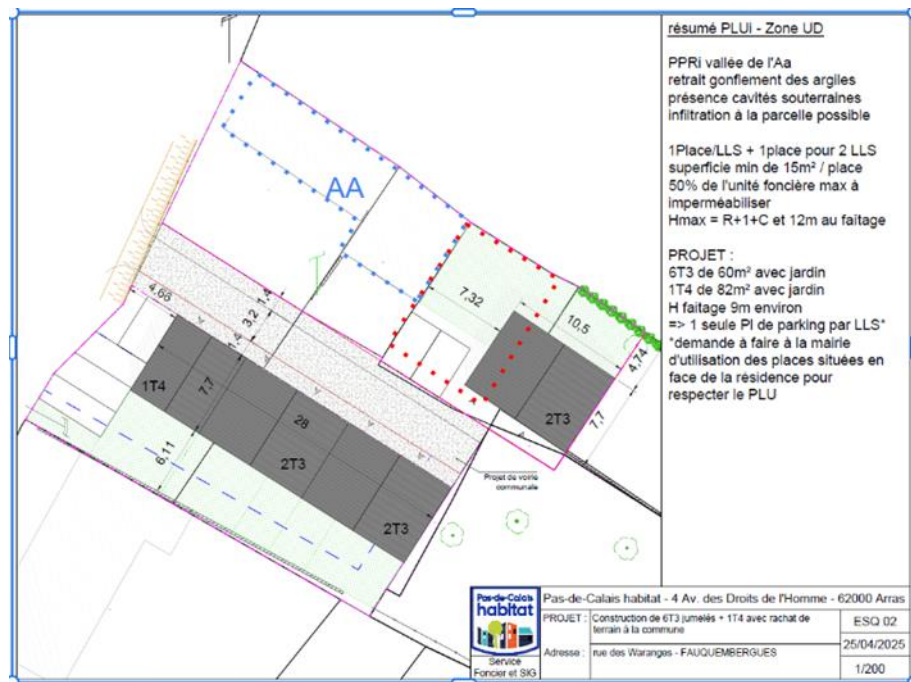 résumé PLUi - Zone UD
PPRi vallée de l'Aa
retrait gonflement des argiles
présence cavités souterraines
infiltration à la parcelle possible
1Place/LLS + 1place pour 2 LLS
superficie min de 15m² / place
50% de l'unité foncière max à
imperméabiliser
Hmax = R+1+C et 12m au faîtage
PROJET :
6T3 de 60m² avec jardin
1T4 de 82m² avec jardin
H faitage 9m environ
=> 1 seule Pl de parking par LLS*
*demande à faire à la mairie
d'utilisation des places situées en
face de la résidence pour
respecter le PLU
AA
4,66
1,4
3,2
1,4
7,32
10,5
4,74
7,7
2T3
1T4
7,7
28
6,11
2T3
2T3
Projet de voirie
communale
Pas-de-Calais
habitat
Service
Foncier et SIG
Pas-de-Calais habitat - 4 Av. des Droits de l'Homme - 62000 Arras
PROJET : Construction de 6T3 jumelés + 1T4 avec rachat de
terrain à la commune
ESQ 02
25/04/2025
Adresse : rue des Waranges - FAUQUEMBERGUES
1/200